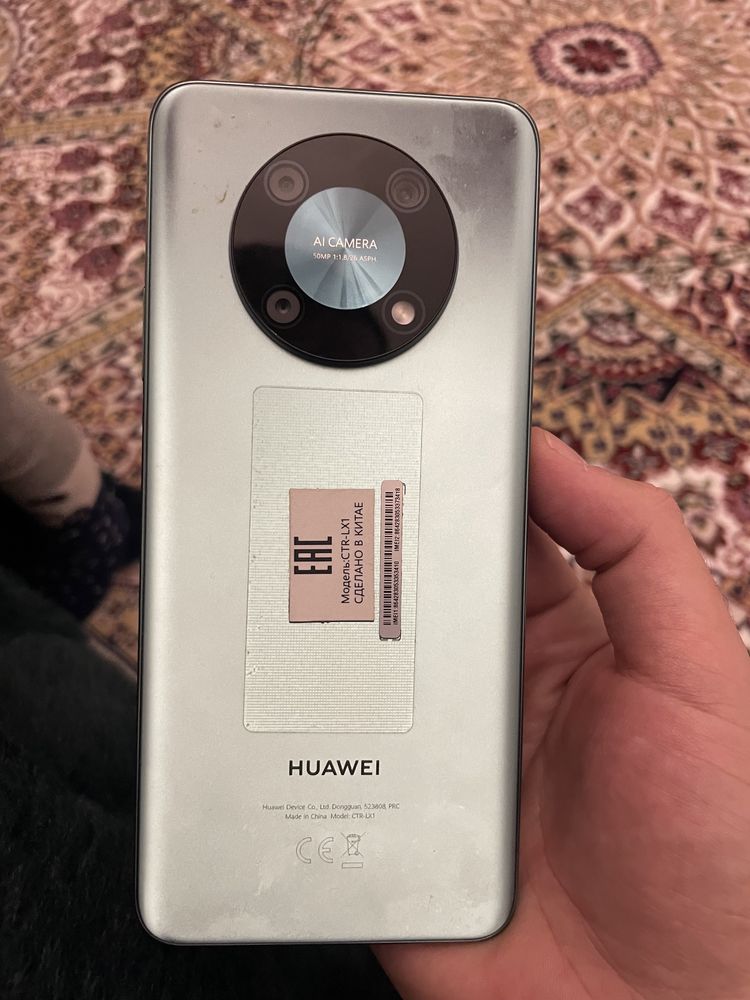 AI CAMERA
50MP 1:1.8/26 ASPH
EAC
Модель:CTR-LX1
СДЕЛАНО В КИТАЕ
HUAWEI
Huawei Device Co., Ltd. Dongguan, 523808, PRC
Made in China Model: CTR-LX1
CE